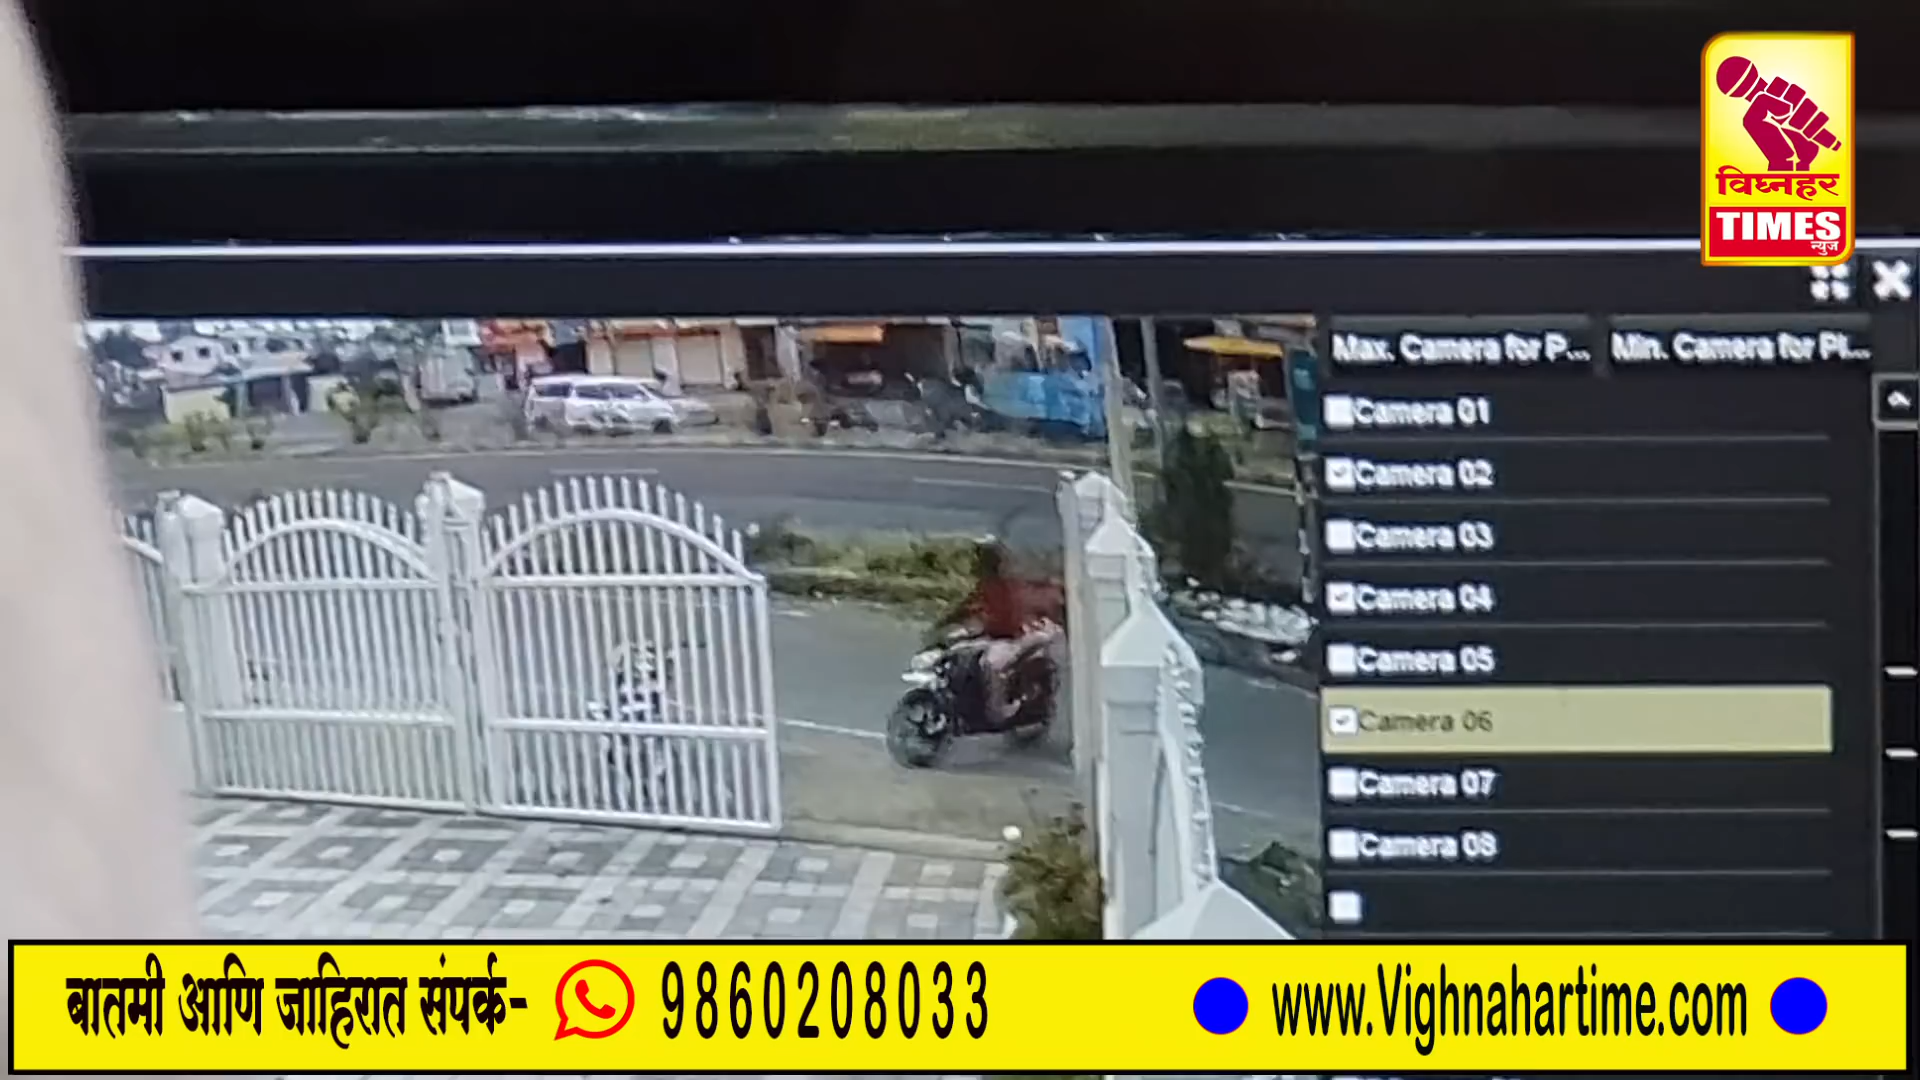 विघ्नहर
TIMES
न्युज
Max. Camera for P...
Min. Camera for Pl...
Camera 01
Camera 02
Camera 03
Camera 04
Camera 05
Camera 06
Camera 07
Camera 08
बातमी आणि जाहिरात संपर्क-
9860208033
www.Vighnahartime.com